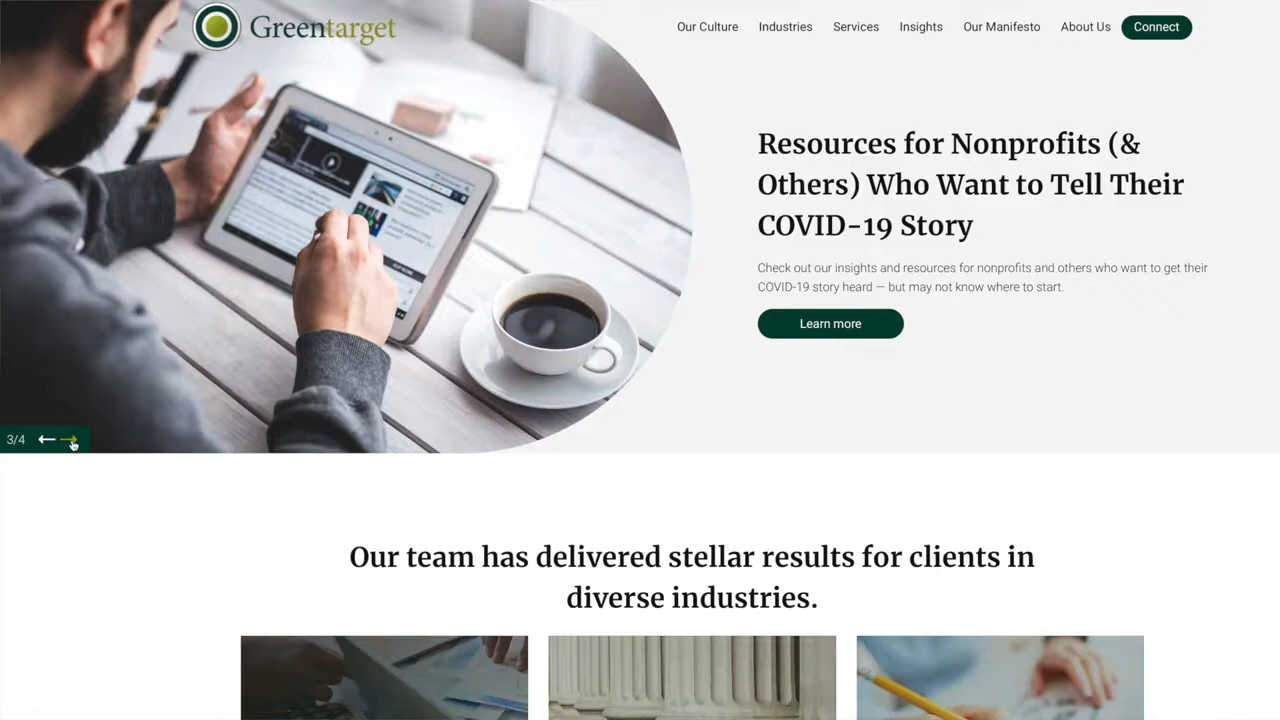 Greentarget
Our Culture
Industries
Services
Insights
Our Manifesto
About Us
Connect
Resources for Nonprofits (&
Others) Who Want to Tell Their
COVID-19 Story
Check out our insights and resources for nonprofits and others who want to get their
COVID-19 story heard — but may not know where to start.
Learn more
3/4
Our team has delivered stellar results for clients in
diverse industries.